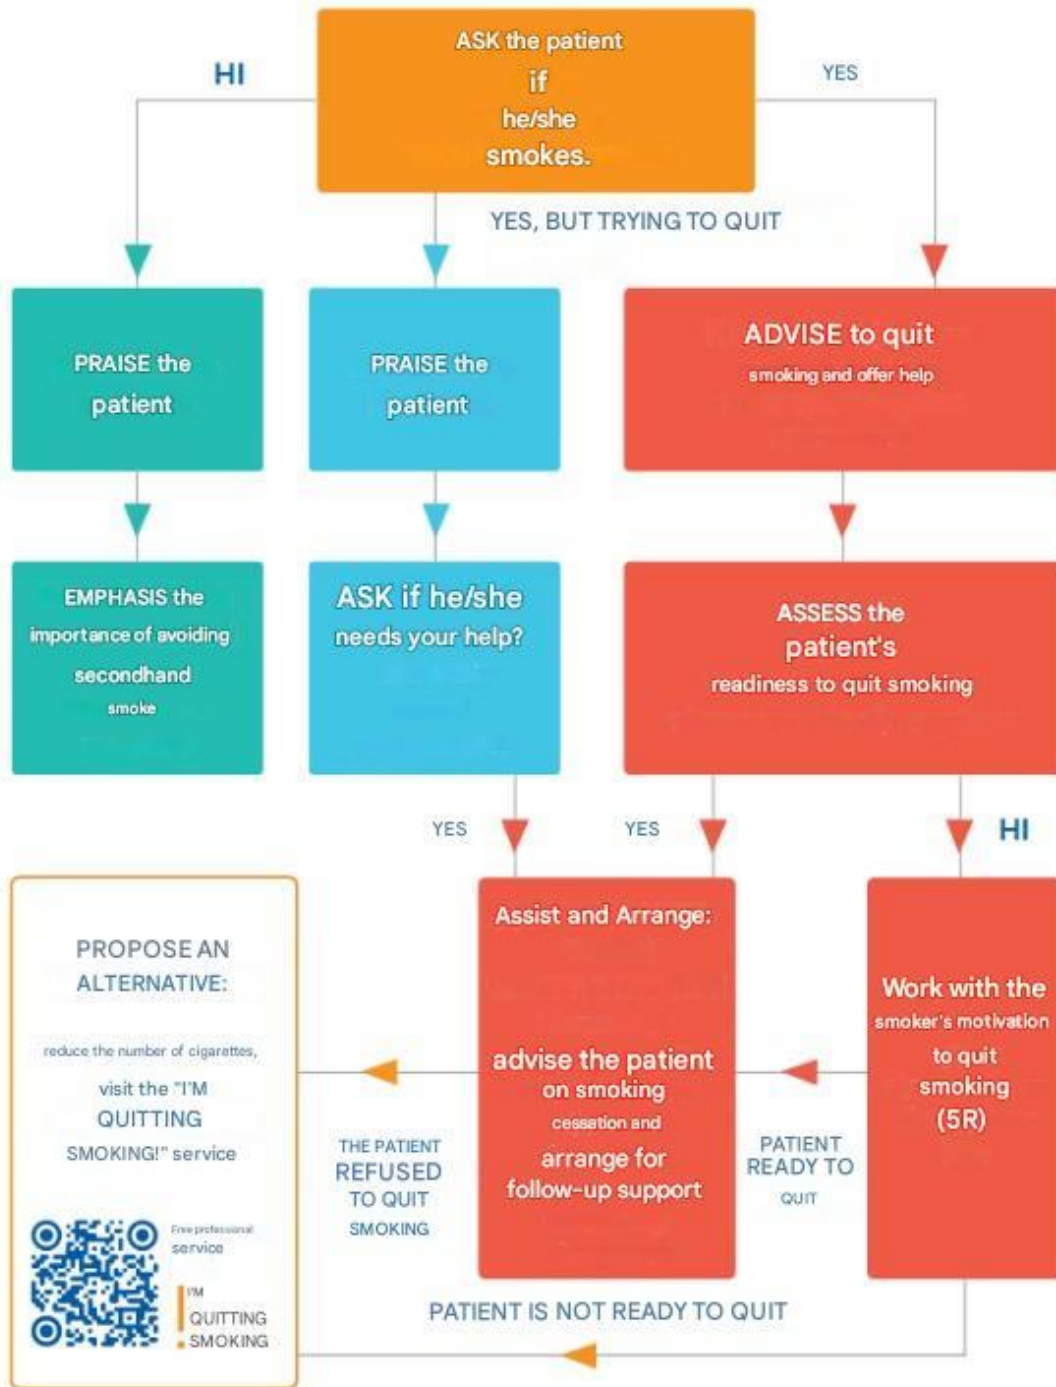 ASK the patient
if
he/she
smokes.
HI
YES
YES, BUT TRYING TO QUIT
PRAISE the
patient
PRAISE the
patient
ADVISE to quit
smoking and offer help
EMPHASIS the
importance of avoiding
secondhand
smoke
ASK if he/she
needs your help?
ASSESS the
patient's
readiness to quit smoking
YES
YES
HI
PROPOSE AN
ALTERNATIVE:
reduce the number of cigarettes,
visit the "I'M
QUITTING
SMOKING!" service
Free professional
service
I'M
QUITTING
SMOKING
THE PATIENT
REFUSED
TO QUIT
SMOKING
Assist and Arrange:
advise the patient
on smoking
cessation and
arrange for
follow-up support
PATIENT
READY TO
QUIT
Work with the
smoker's motivation
to quit
smoking
(5R)
PATIENT IS NOT READY TO QUIT